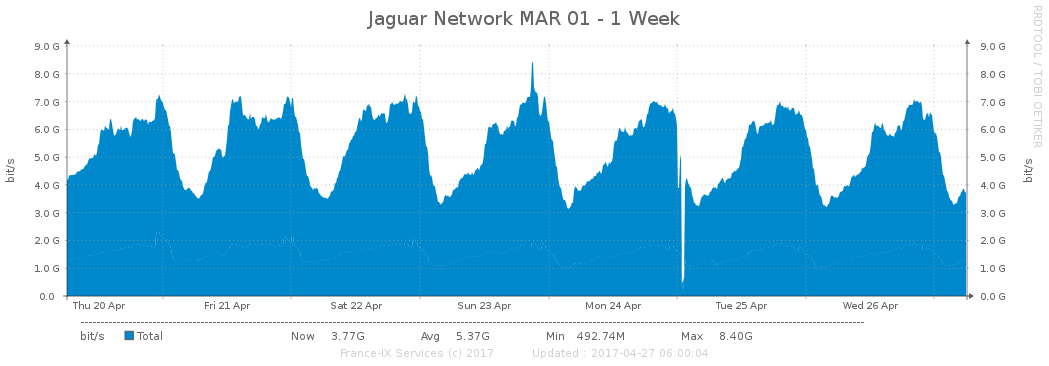 Jaguar Network MAR 01 - 1 Week
RRDTOOL / TOBI OETIKER
9.0 G 9.0 G
8.0 G 8.0 G
7.0 G 7.0 G
6.0 G 6.0 G
5.0 G 5.0 G
4.0 G 4.0 G
3.0 G 3.0 G
2.0 G 2.0 G
1.0 G 1.0 G
0.0 0.0 G
bit/s
bit/s
Thu 20 Apr Fri 21 Apr Sat 22 Apr Sun 23 Apr Mon 24 Apr Tue 25 Apr Wed 26 Apr
bit/s Total Now 3.77G Avg 5.37G Min 492.74M Max 8.40G
France-IX Services (c) 2017 Updated : 2017-04-27 06:00:04